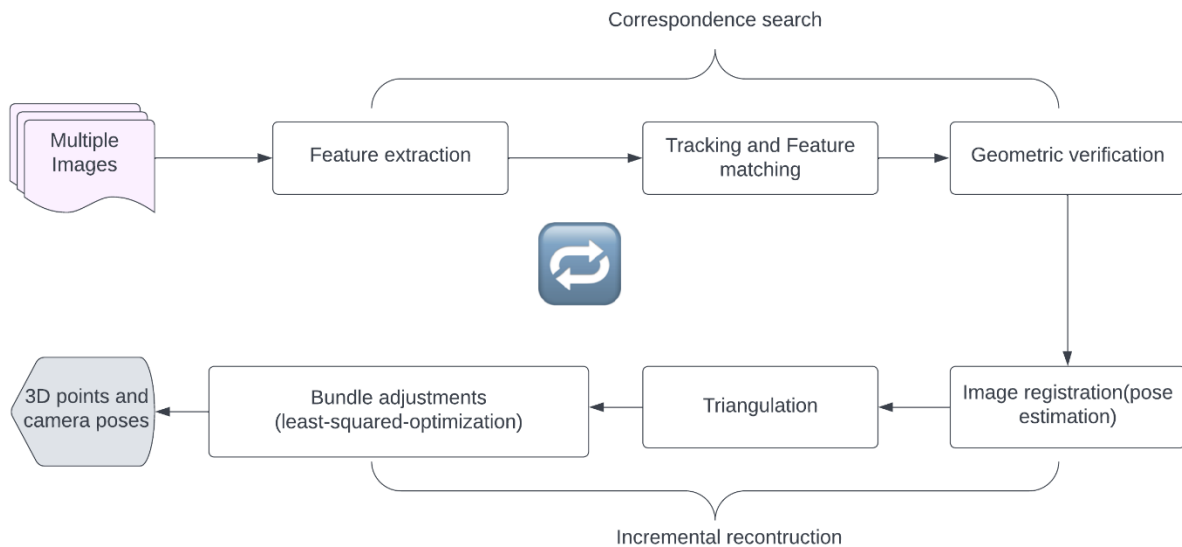 Correspondence search
Multiple
Images
Feature extraction
Tracking and Feature
matching
Geometric verification
3D points and
camera poses
Bundle adjustments
(least-squared-optimization)
Triangulation
Image registration(pose
estimation)
Incremental recontruction